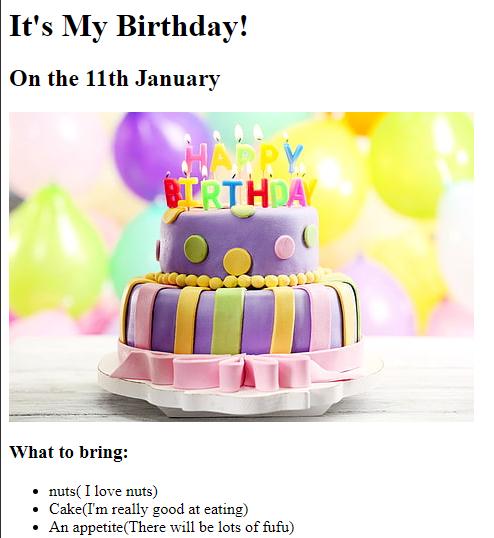 It's My Birthday!
On the 11th January
HAPPY
BIRTHDAY
What to bring:
nuts( I love nuts)
Cake(I'm really good at eating)
An appetite(There will be lots of fufu)